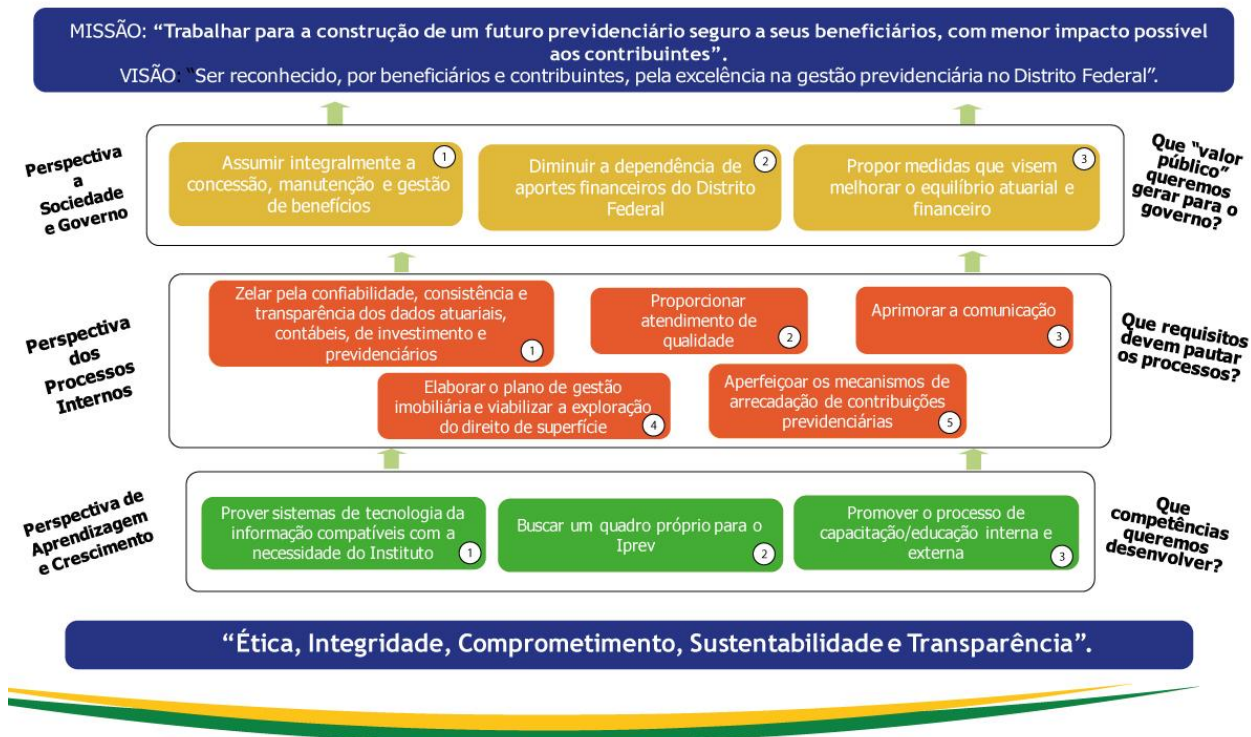 MISSÃO: “Trabalhar para a construção de um futuro previdenciário seguro a seus beneficiários, com menor impacto possível
aos contribuintes”.
VISÃO: “Ser reconhecido, por beneficiários e contribuintes, pela excelência na gestão previdenciária no Distrito Federal”.
Perspectiva
a
Sociedade
e Governo
Assumir integralmente a
concessão, manutenção e gestão
de benefícios
1
Diminuir a dependência de
aportes financeiros do Distrito
Federal
2
Propor medidas que visem
melhorar o equilíbrio atuarial e
financeiro
3
Que “valor
público”
queremos
gerar para o
governo?
Perspectiva
dos
Processos
Internos
Zelar pela confiabilidade, consistência e
transparência dos dados atuariais,
contábeis, de investimento e
previdenciários
1
Proporcionar
atendimento de
qualidade
2
Aprimorar a comunicação
3
Elaborar o plano de gestão
imobiliária e viabilizar a exploração
do direito de superfície
4
Aperfeiçoar os mecanismos de
arrecadação de contribuições
previdenciárias
5
Que requisitos
devem pautar
os processos?
Perspectiva de
Aprendizagem
e Crescimento
Prover sistemas de tecnologia da
informação compatíveis com a
necessidade do Instituto
1
Buscar um quadro próprio para o
Iprev
2
Promover o processo de
capacitação/educação interna e
externa
3
Que
competências
queremos
desenvolver?
“Ética, Integridade, Comprometimento, Sustentabilidade e Transparência”.